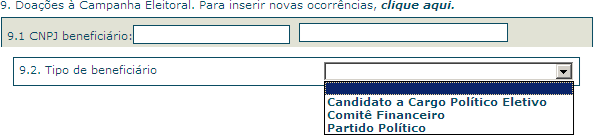 9. Doações à Campanha Eleitoral. Para inserir novas ocorrências, clique aqui.
9.1 CNPJ beneficiário:
9.2. Tipo de beneficiário
Candidato a Cargo Político Eletivo
Comitê Financeiro
Partido Político